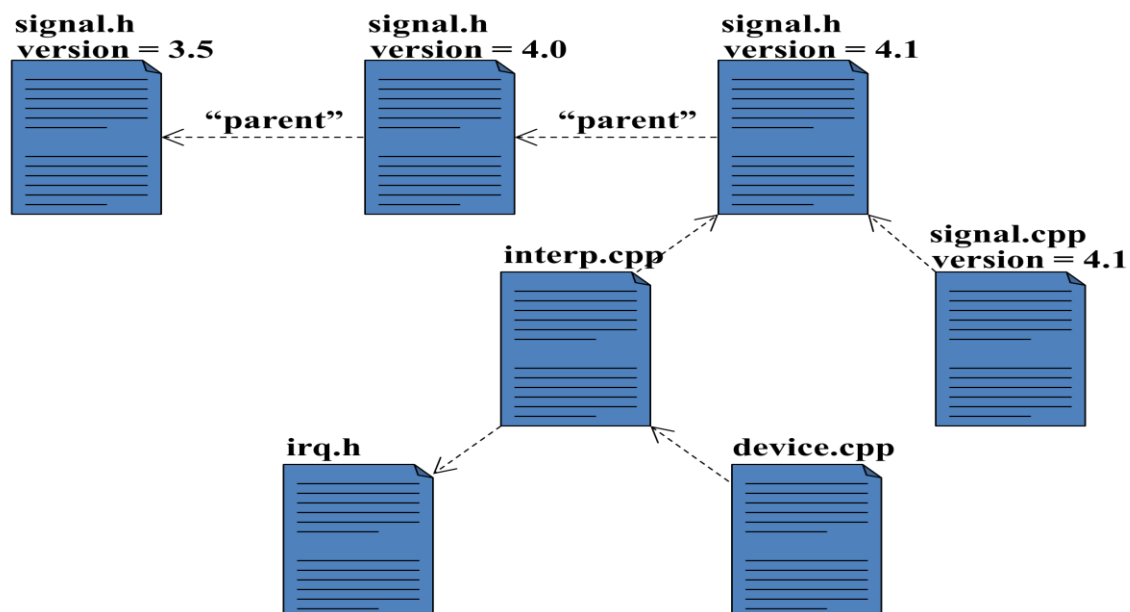 signal.h
version = 3.5
signal.h
version = 4.0
signal.h
version = 4.1
“parent”
“parent”
interp.cpp
signal.cpp
version = 4.1
irq.h
device.cpp